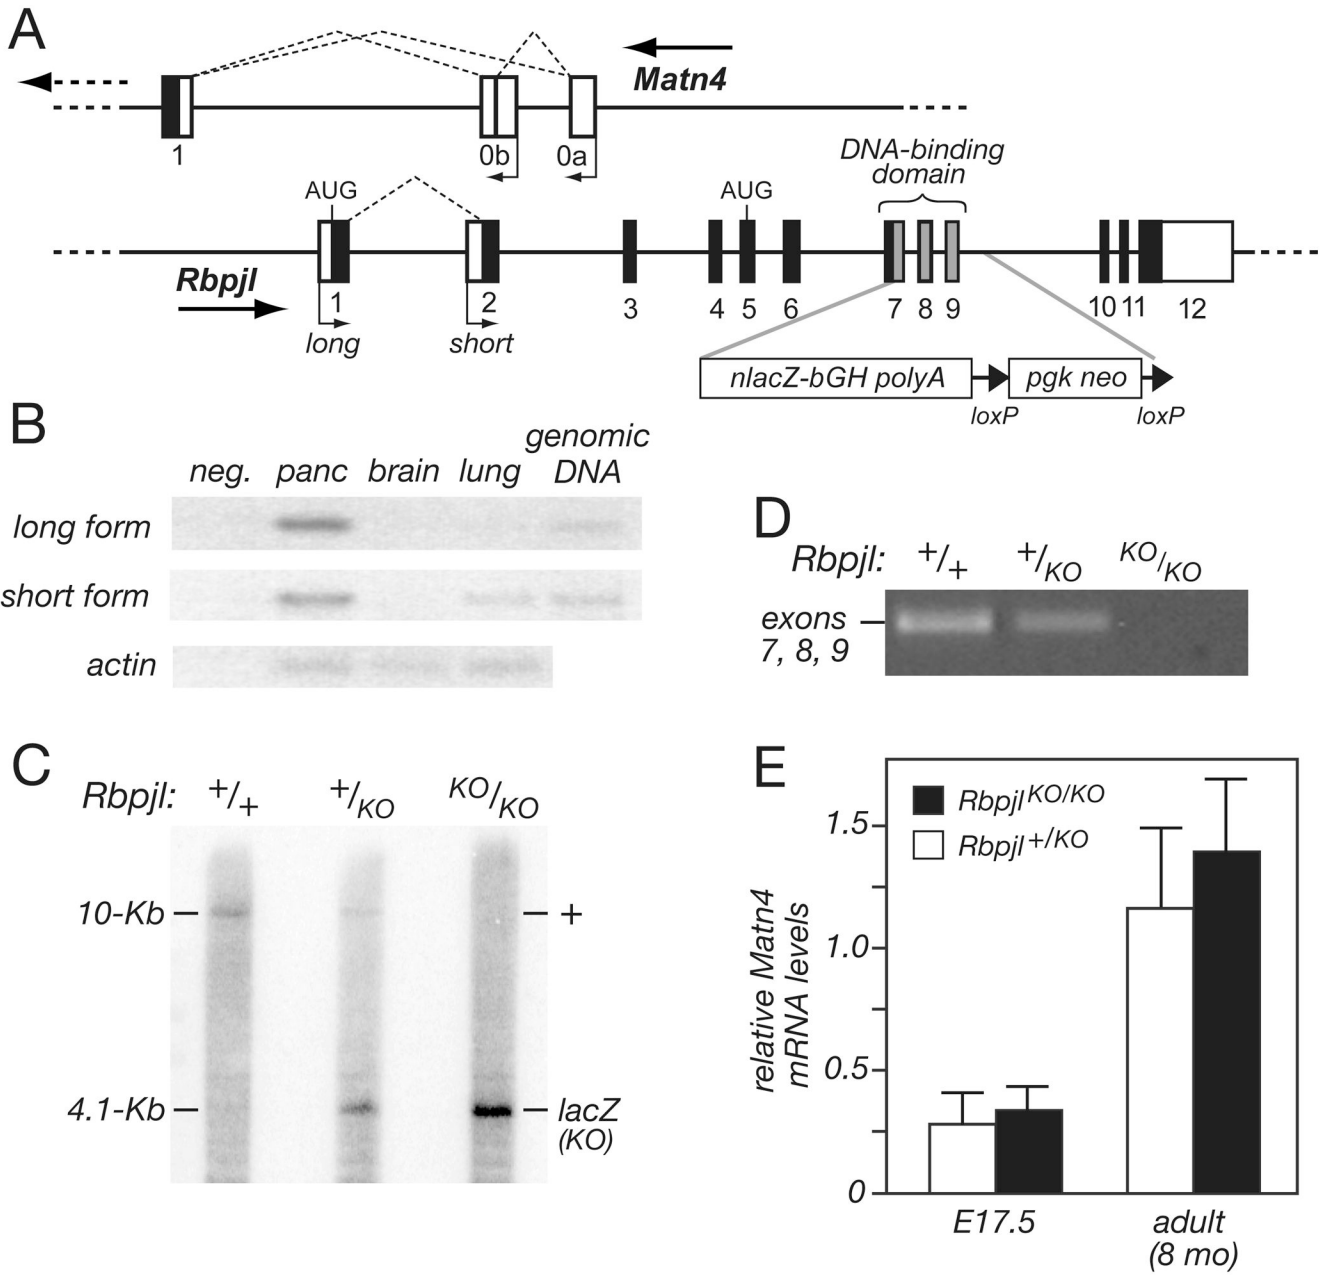 A
Matn4
1
0b
0a
DNA-binding
domain
AUG
AUG
Rbpjl
1
2
3
4
5
6
7
8
9
10
11
12
long
short
nlacZ-bGH polyA
pgk neo
loxP
loxP
B
neg.
panc
brain
lung
genomic
DNA
long form
short form
actin
C
Rbpjl:
+/+
+/KO
KO/KO
10-Kb
+
4.1-Kb
lacZ
(KO)
D
Rbpjl:
+/+
+/KO
KO/KO
exons
7, 8, 9
E
Rbpjl KO/KO
Rbpjl +/KO
relative Matn4
mRNA levels
1.5
1.0
0.5
0
E17.5
adult
(8 mo)